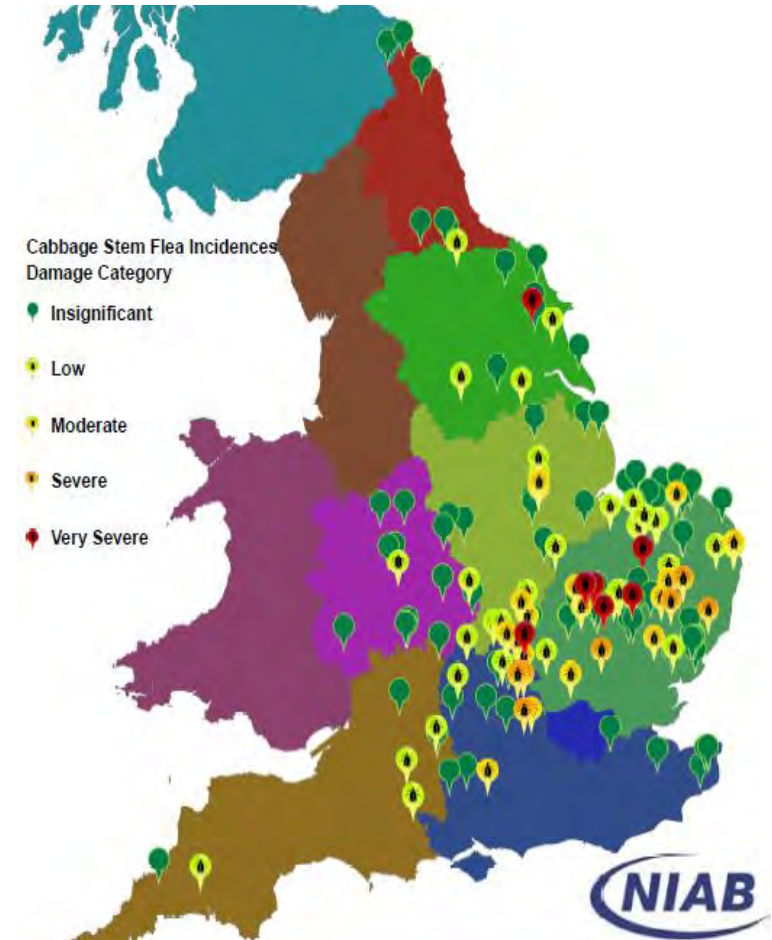 Cabbage Stem Flea Incidences
Damage Category
Insignificant
Low
Moderate
Severe
Very Severe
NIAB